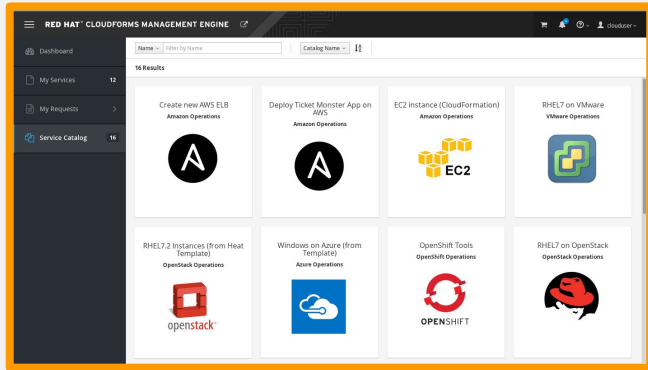 RED HAT® CLOUDFORMS MANAGEMENT ENGINE
clouduser
Dashboard
My Services 12
My Requests
Service Catalog 16
Name Filter by Name Catalog Name
16 Results
Create new AWS ELB
Amazon Operations
A
Deploy Ticket Monster App on
AWS
Amazon Operations
A
EC2 instance (CloudFormation)
Amazon Operations
EC2
RHEL7 on VMware
VMware Operations
RHEL7.2 Instances (from Heat
Template)
OpenStack Operations
openstack
Windows on Azure (from
Template)
Azure Operations
OpenShift Tools
OpenShift Operations
OPENSHIFT
RHEL7 on OpenStack
OpenStack Operations